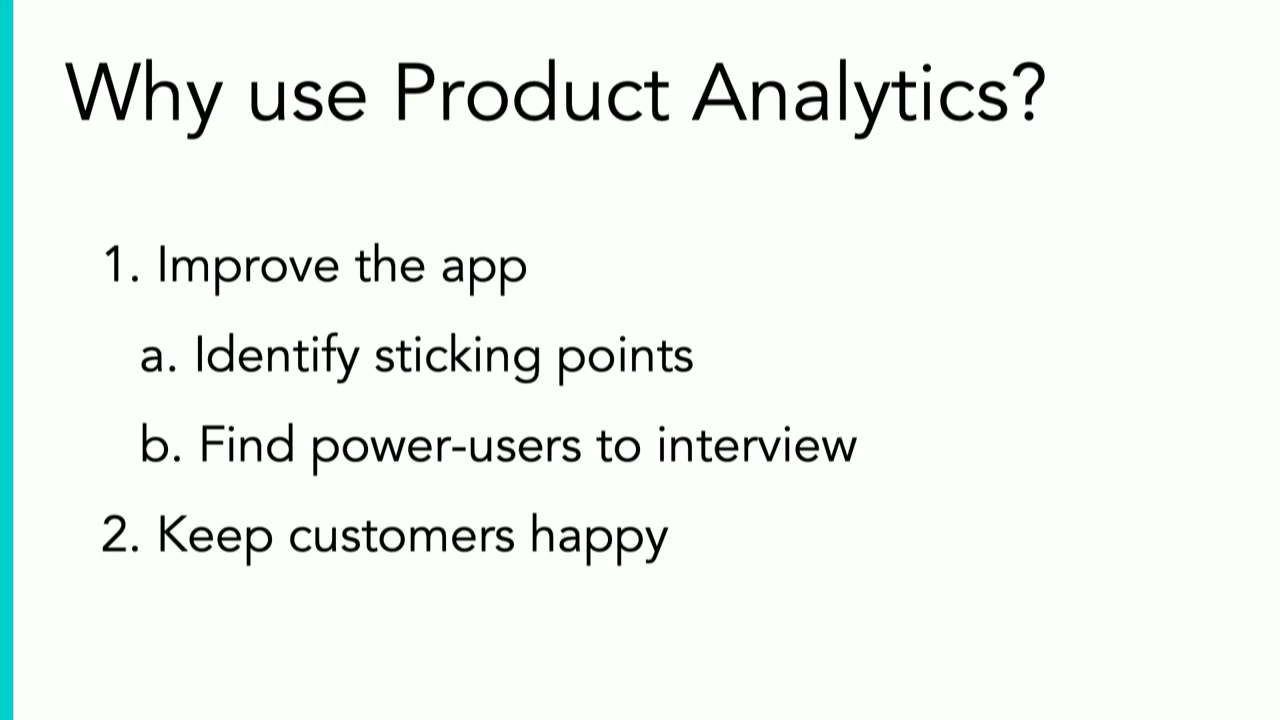 Why use Product Analytics?
1. Improve the app
a. Identify sticking points
b. Find power-users to interview
2. Keep customers happy